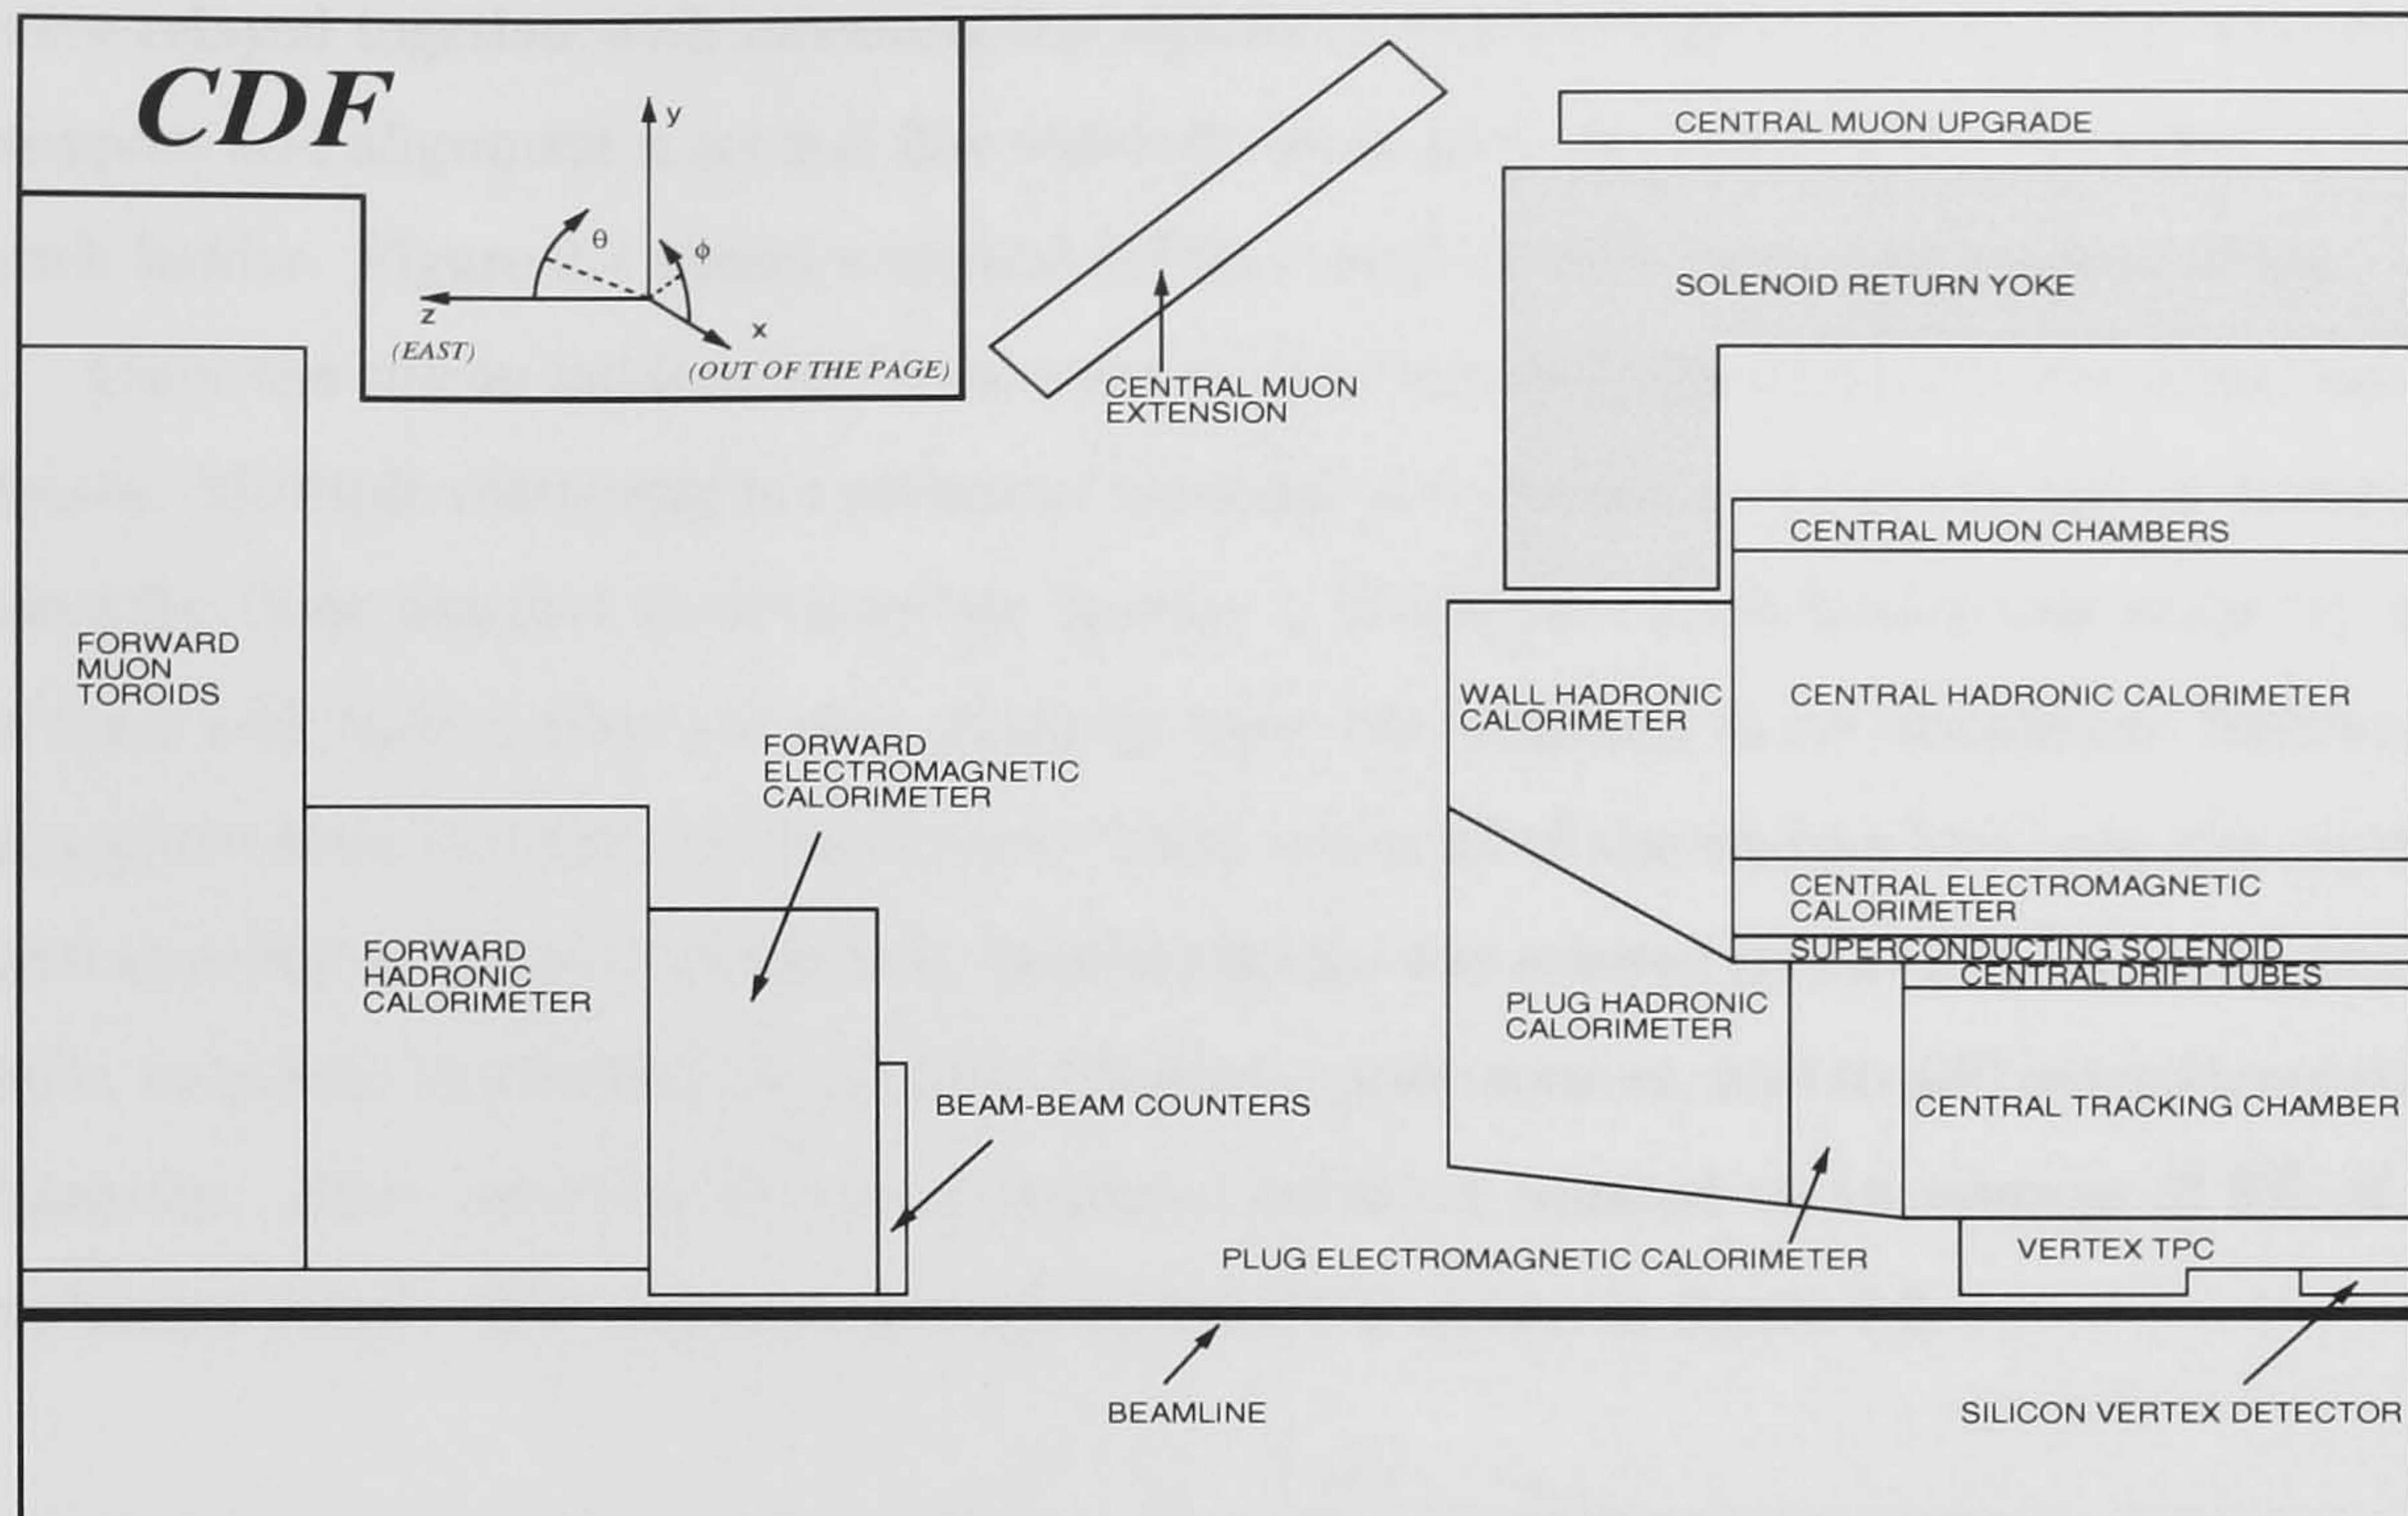 CDF
y
θ
φ
z
x
(EAST)
(OUT OF THE PAGE)
CENTRAL MUON
EXTENSION
CENTRAL MUON UPGRADE
SOLENOID RETURN YOKE
CENTRAL MUON CHAMBERS
FORWARD
MUON
TOROIDS
WALL HADRONIC
CALORIMETER
CENTRAL HADRONIC CALORIMETER
FORWARD
ELECTROMAGNETIC
CALORIMETER
CENTRAL ELECTROMAGNETIC
CALORIMETER
SUPERCONDUCTING SOLENOID
CENTRAL DRIFT TUBES
FORWARD
HADRONIC
CALORIMETER
PLUG HADRONIC
CALORIMETER
BEAM-BEAM COUNTERS
CENTRAL TRACKING CHAMBER
PLUG ELECTROMAGNETIC CALORIMETER
VERTEX TPC
BEAMLINE
SILICON VERTEX DETECTOR